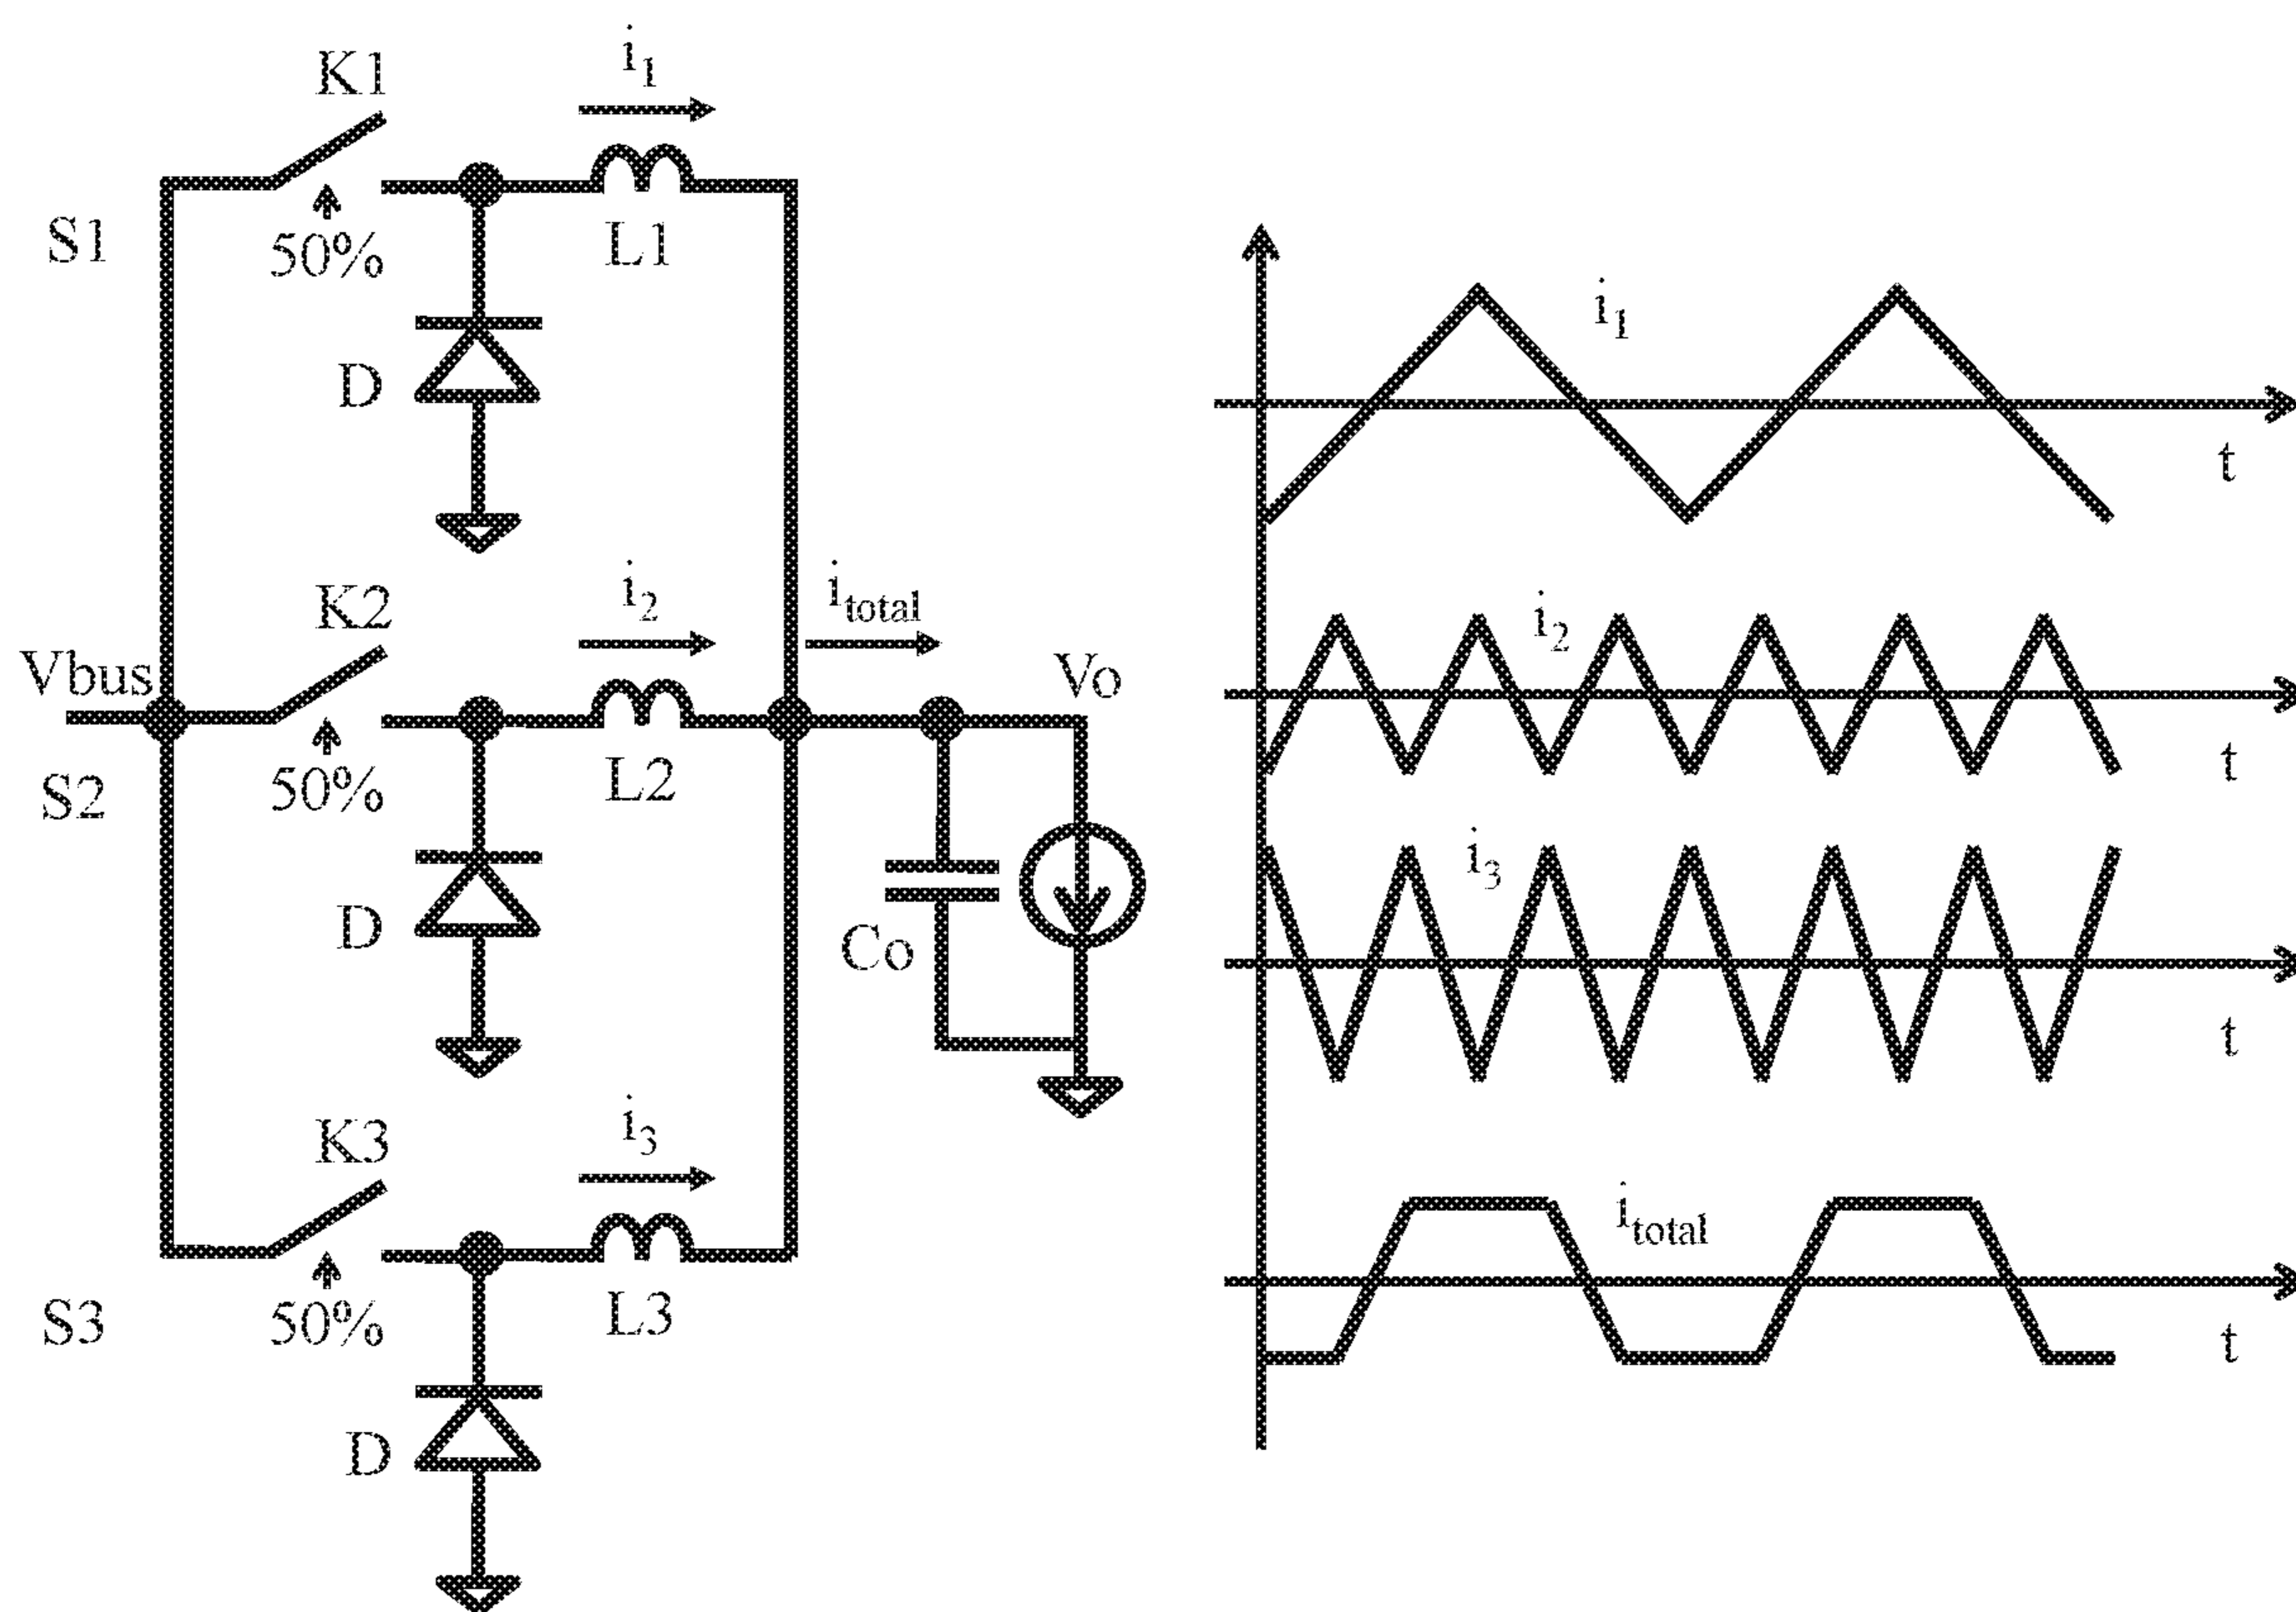 K1
i1
S1
50%
L1
D
K2
i2
itotal
Vbus
Vo
50%
S2
L2
D
Co
K3
i3
50%
S3
L3
D
i1
t
i2
t
i3
t
itotal
t